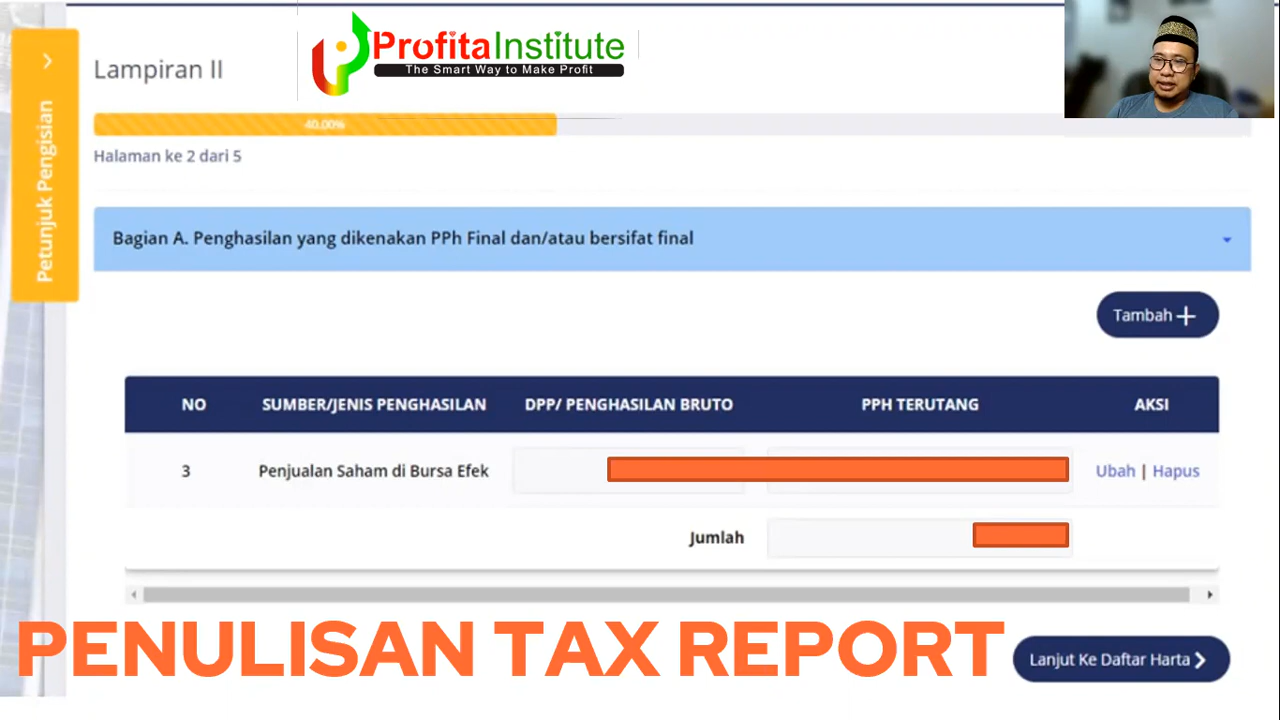 Petunjuk Pengisian
Lampiran II
ProfitaInstitute
The Smart Way to Make Profit
40.00%
Halaman ke 2 dari 5
Bagian A. Penghasilan yang dikenakan PPh Final dan/atau bersifat final
Tambah
NO SUMBER/JENIS PENGHASILAN DPP/ PENGHASILAN BRUTO PPH TERUTANG AKSI
3 Penjualan Saham di Bursa Efek Ubah | Hapus
Jumlah
PENULISAN TAX REPORT
Lanjut Ke Daftar Harta